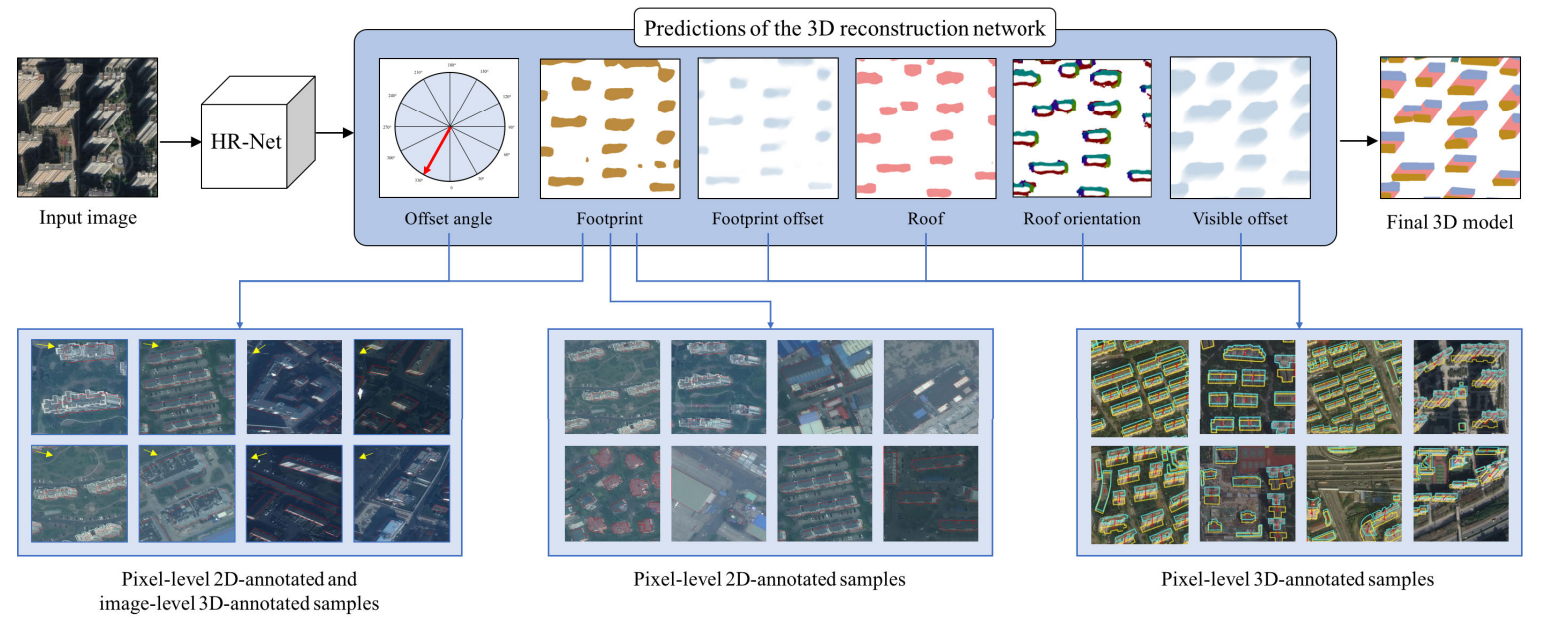 Predictions of the 3D reconstruction network
HR-Net
Input image
Offset angle
Footprint
Footprint offset
Roof
Roof orientation
Visible offset
Final 3D model
Pixel-level 2D-annotated and
image-level 3D-annotated samples
Pixel-level 2D-annotated samples
Pixel-level 3D-annotated samples